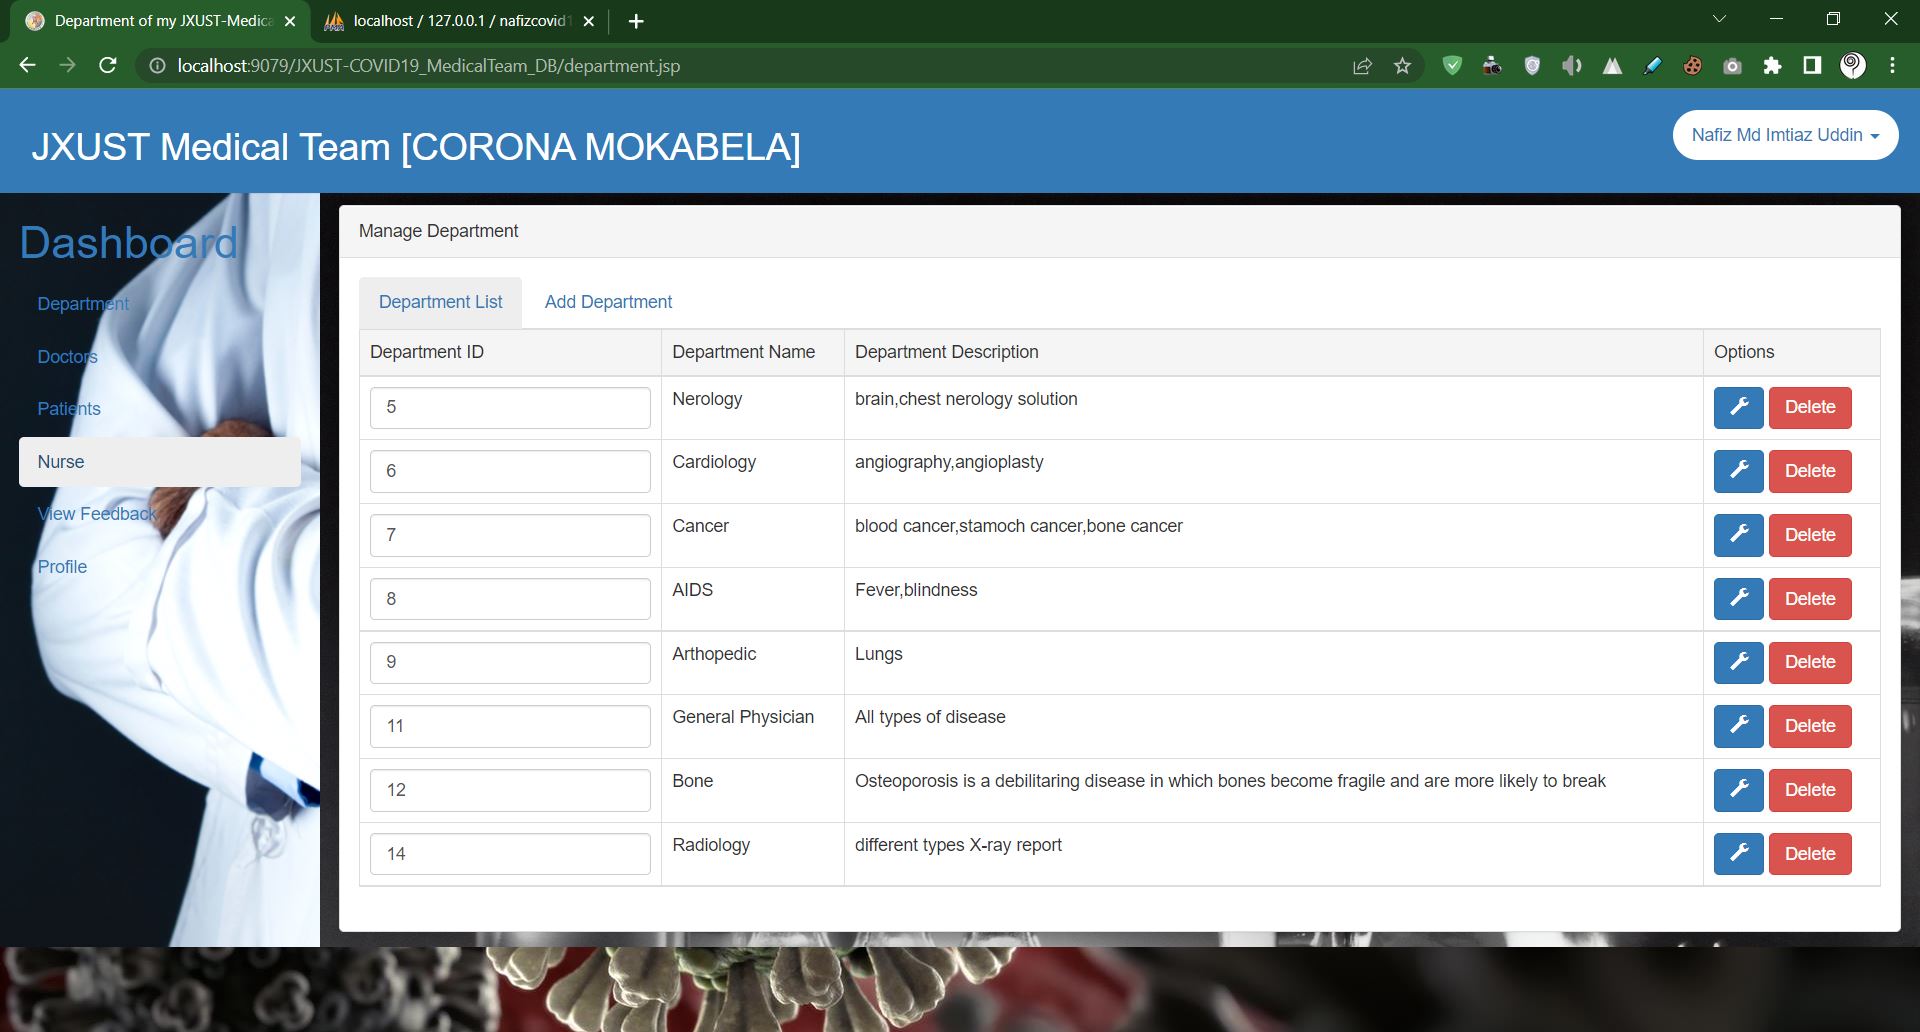 Department of my JXUST-Medica
localhost / 127.0.0.1 / nafizcovid1
localhost:9079/JXUST-COVID19_MedicalTeam_DB/department.jsp
JXUST Medical Team [CORONA MOKABELA]
Nafiz Md Imtiaz Uddin
Dashboard
Department
Doctors
Patients
Nurse
View Feedback
Profile
Manage Department
Department List Add Department
Department ID Department Name Department Description Options
5 Nerology brain,chest nerology solution Delete
6 Cardiology angiography,angioplasty Delete
7 Cancer blood cancer,stamoch cancer,bone cancer Delete
8 AIDS Fever,blindness Delete
9 Arthopedic Lungs Delete
11 General Physician All types of disease Delete
12 Bone Osteoporosis is a debilitaring disease in which bones become fragile and are more likely to break Delete
14 Radiology different types X-ray report Delete